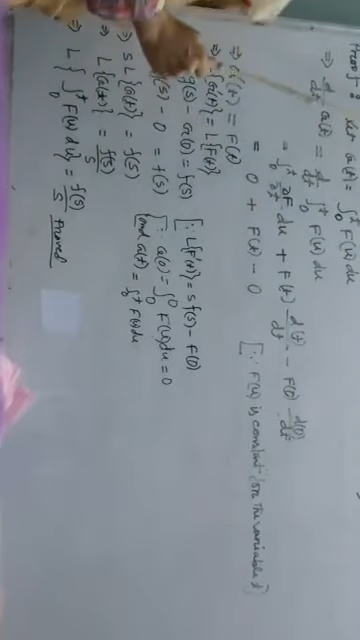 Proof: Let G(t) = ∫₀ᵗ F(u) du
⇒ d/dt G(t) = d/dt ∫₀ᵗ F(u) du
= ∫₀ᵗ ∂F/∂t du + F(t) d(t)/dt - F(0) d(0)/dt
= 0 + F(t) - 0 [∵ F(u) is constant for the variable t]
⇒ G'(t) = F(t)
⇒ L{G'(t)} = L{F(t)}
g(s) - G(0) = f(s) [∵ L{F'(t)} = s f(s) - F(0)
(s) - 0 = f(s) [∵ G(0) = ∫₀⁰ F(u) du = 0
⇒ s L{G(t)} = f(s) and G(t) = ∫₀ᵗ F(u) du
⇒ L{G(t)} = f(s)/s
⇒ L{∫₀ᵗ F(u) du} = f(s)/s Proved